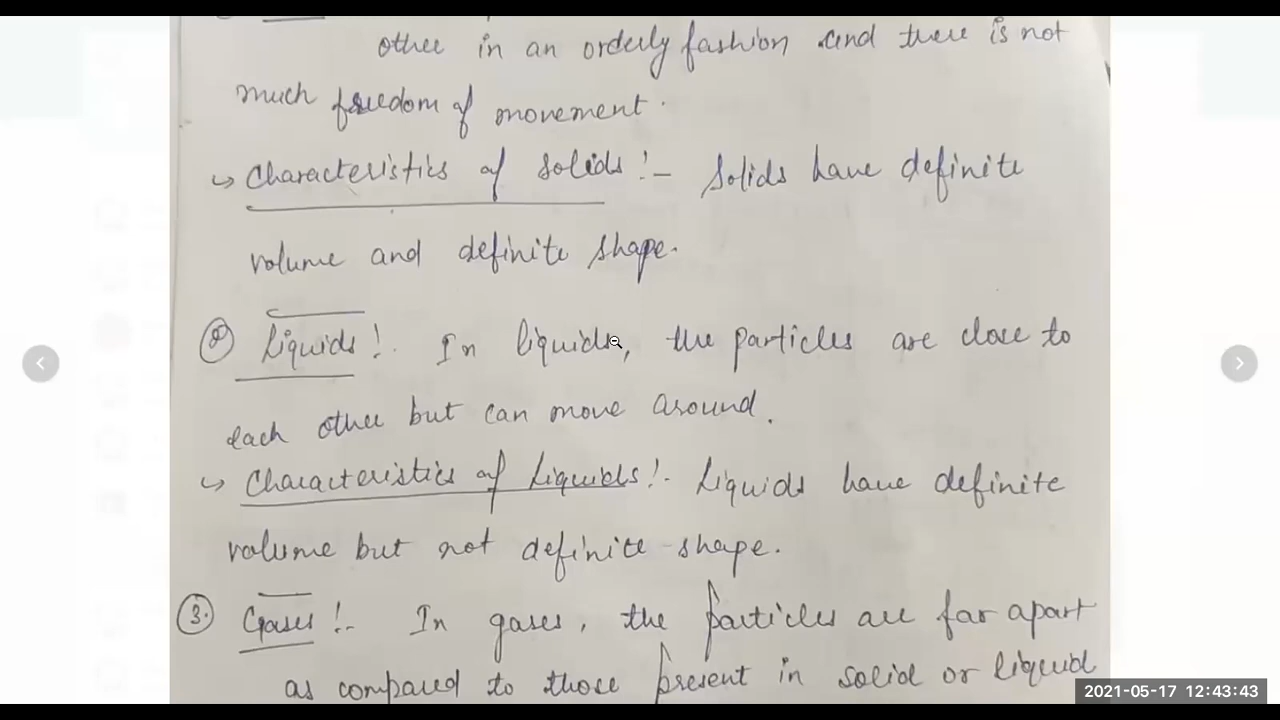 other in an orderly fashion and there is not
much freedom of movement.
↳ Characteristics of solids!- Solids have definite
volume and definite shape.
② Liquids!- In liquids, the particles are close to
each other but can move around.
↳ Characteristics of Liquids!- Liquids have definite
volume but not definite shape.
③ Gases!- In gases, the particles are far apart
as compared to those present in solid or liquid
2021-05-17 12:43:43